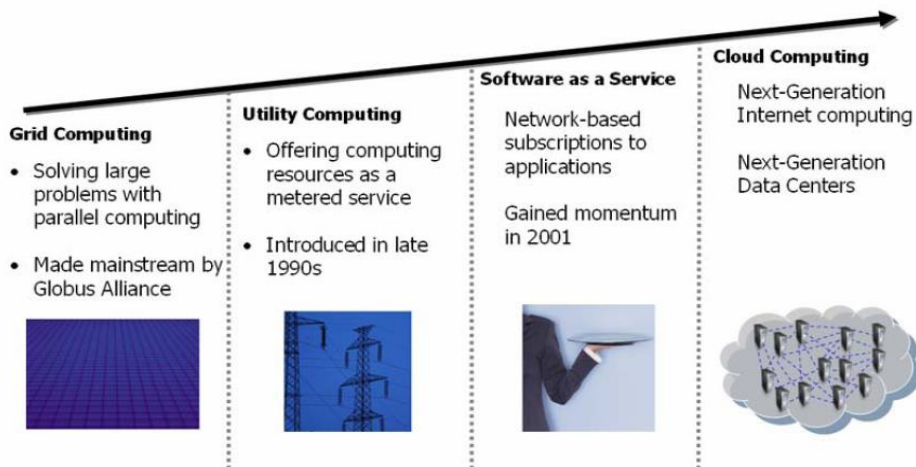 Grid Computing
• Solving large
problems with
parallel computing
• Made mainstream by
Globus Alliance
Utility Computing
• Offering computing
resources as a
metered service
• Introduced in late
1990s
Software as a Service
Network-based
subscriptions to
applications
Gained momentum
in 2001
Cloud Computing
Next-Generation
Internet computing
Next-Generation
Data Centers